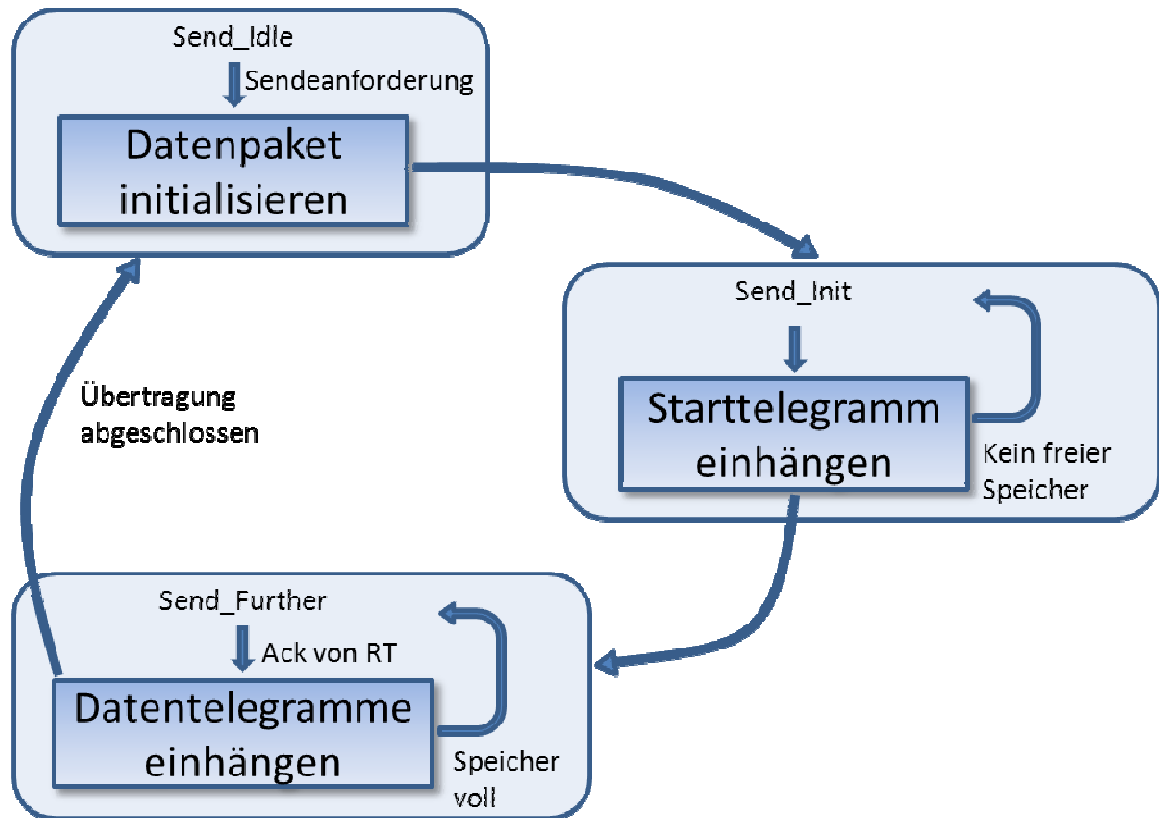 Send_Idle
Sendeanforderung
Datenpaket
initialisieren
Send_Init
Starttelegramm
einhängen
Kein freier
Speicher
Übertragung
abgeschlossen
Send_Further
Ack von RT
Datentelegramme
einhängen
Speicher
voll